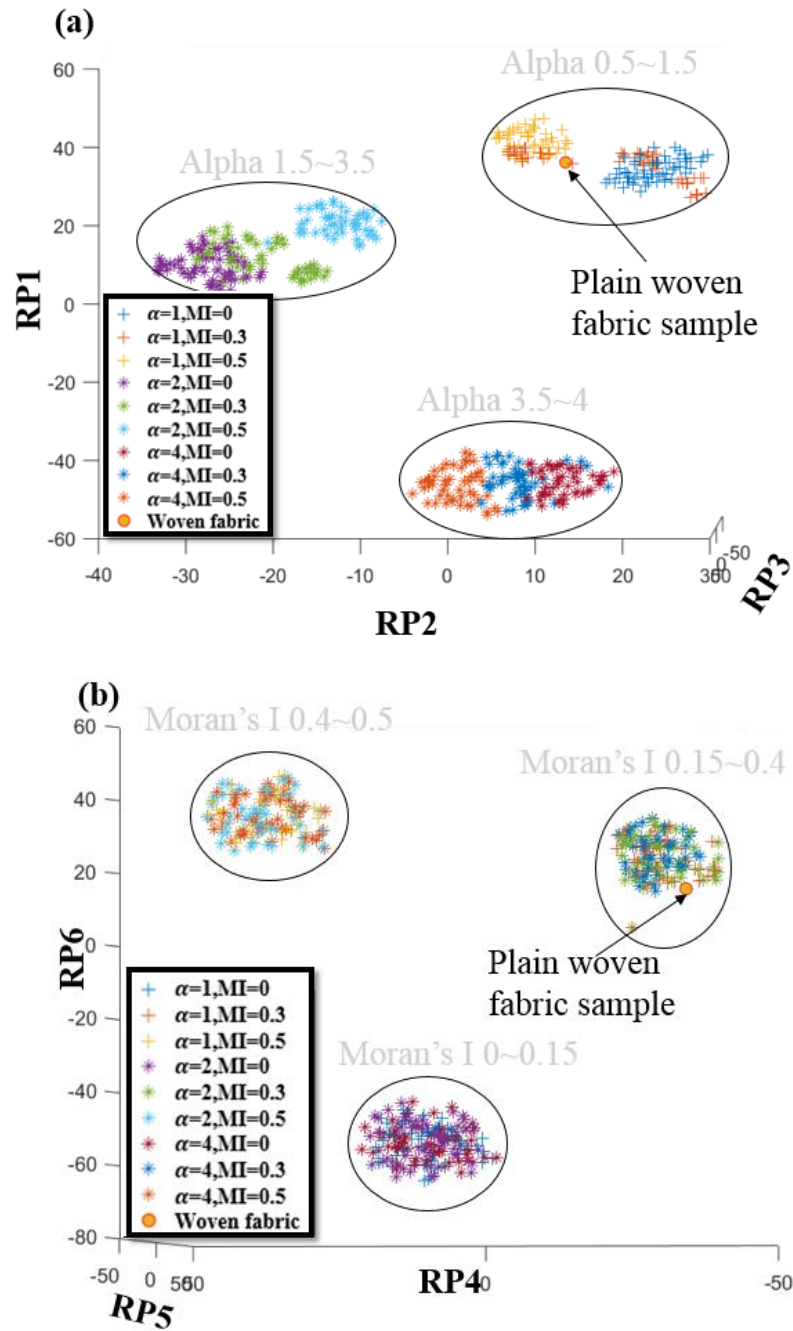 (a)
60
Alpha 0.5~1.5
40
Alpha 1.5~3.5
20
Plain woven
fabric sample
RP1
0
α=1,MI=0
α=1,MI=0.3
α=1,MI=0.5
α=2,MI=0
α=2,MI=0.3
α=2,MI=0.5
α=4,MI=0
α=4,MI=0.3
α=4,MI=0.5
Woven fabric
-20
Alpha 3.5~4
-40
-60
-50
0
RP3
-40
-30
-20
-10
0
10
20
30
RP2
(b)
60
Moran's I 0.4~0.5
Moran's I 0.15~0.4
40
20
0
RP6
Plain woven
fabric sample
α=1,MI=0
α=1,MI=0.3
α=1,MI=0.5
α=2,MI=0
α=2,MI=0.3
α=2,MI=0.5
α=4,MI=0
α=4,MI=0.3
α=4,MI=0.5
Woven fabric
-20
Moran's I 0~0.15
-40
-60
-80
-50
0
50
RP5
RP4
0
-50